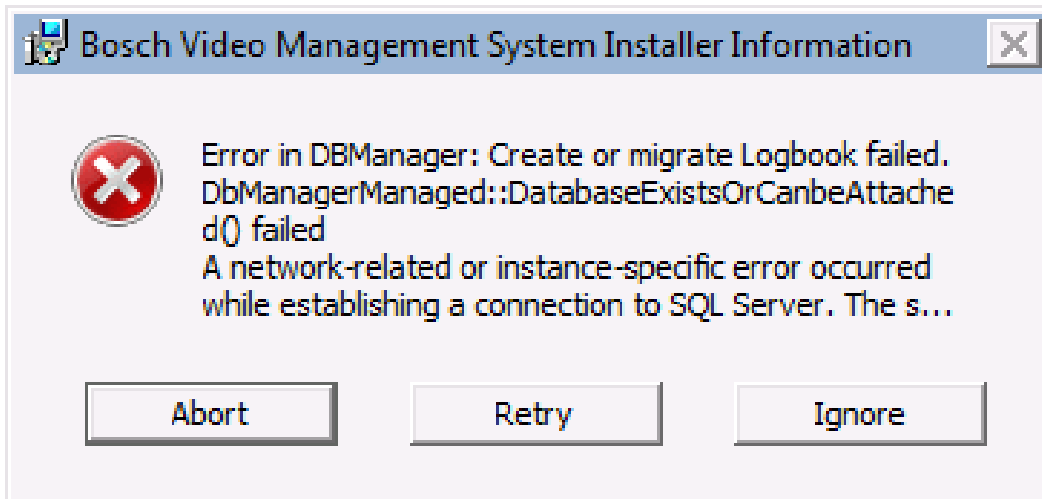 Bosch Video Management System Installer Information
Error in DBManager: Create or migrate Logbook failed.
DbManagerManaged::DatabaseExistsOrCanbeAttache
d() failed
A network-related or instance-specific error occurred
while establishing a connection to SQL Server. The s...
Abort Retry Ignore